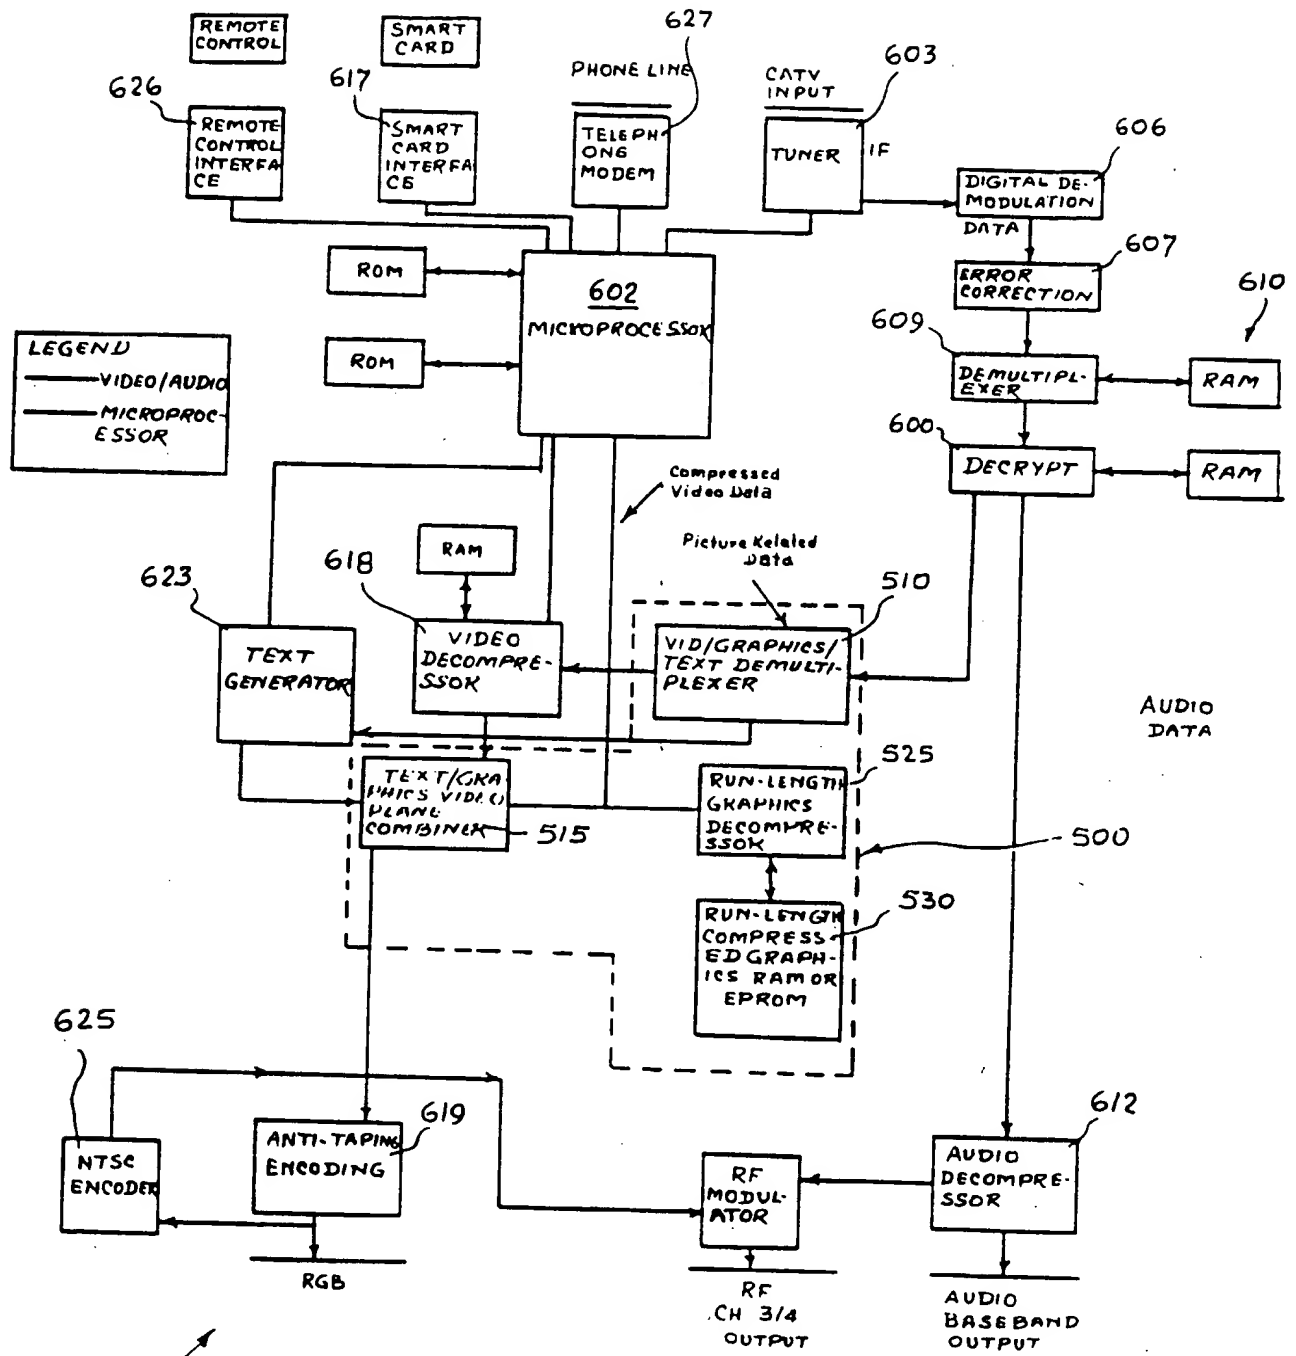 REMOTE
CONTROL
SMART
CARD
627
603
617
626
PHONE LINE
CATV
INPUT
REMOTE
CONTROL
INTERFA
CE
SMART
CARD
INTERFA
CE
TELEPH
ONE
MODEM
TUNER
IF
606
DIGITAL DE-
MODULATION
DATA
607
ERROR
CORRECTION
610
ROM
602
MICROPROCESSOR
609
LEGEND
VIDEO/AUDIO
MICROPROC-
ESSOR
ROM
DEMULTIPL-
EXER
RAM
600
DECRYPT
RAM
Compressed
Video Data
RAM
Picture Related
Data
618
623
510
TEXT
GENERATOR
VIDEO
DECOMPRE-
SSOR
VID/GRAPHICS/
TEXT DEMULTI-
PLEXER
AUDIO
DATA
525
TEXT/GRA
PHICS VIDEO
PLANE
COMBINER
515
RUN-LENGTH
GRAPHICS
DECOMPRE-
SSOR
500
530
RUN-LENGTH
COMPRESS
ED GRAPH-
ICS RAM OR
EPROM
625
619
612
NTSC
ENCODER
ANTI-TAPING
ENCODING
RF
MODUL-
ATOR
AUDIO
DECOMPRE-
SSOR
RGB
RF
CH 3/4
OUTPUT
AUDIO
BASEBAND
OUTPUT